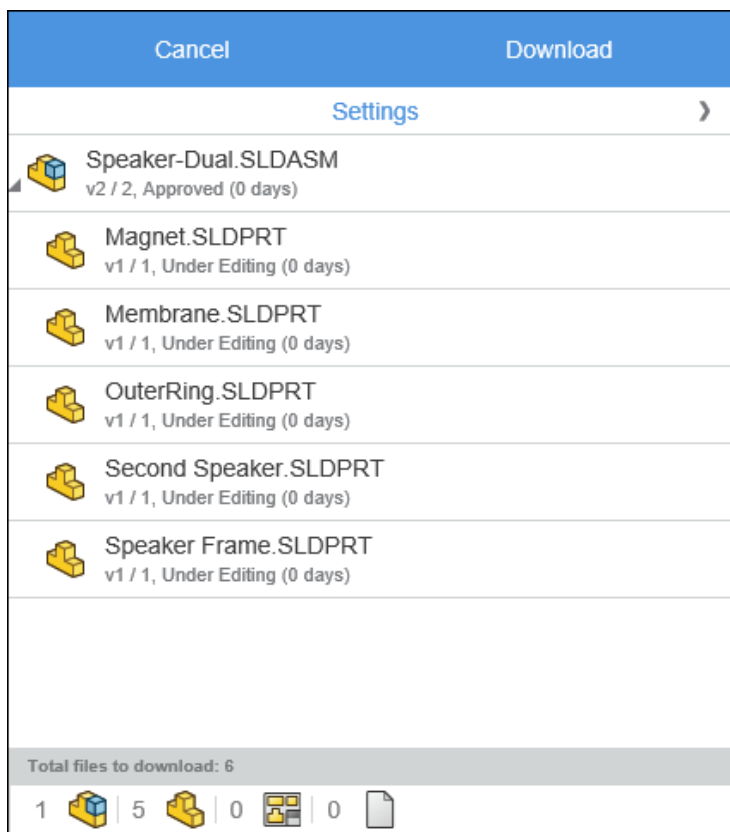 Cancel Download
Settings
Speaker-Dual.SLDASM
v2 / 2, Approved (0 days)
Magnet.SLDPRT
v1 / 1, Under Editing (0 days)
Membrane.SLDPRT
v1 / 1, Under Editing (0 days)
OuterRing.SLDPRT
v1 / 1, Under Editing (0 days)
Second Speaker.SLDPRT
v1 / 1, Under Editing (0 days)
Speaker Frame.SLDPRT
v1 / 1, Under Editing (0 days)
Total files to download: 6
1 5 0 0